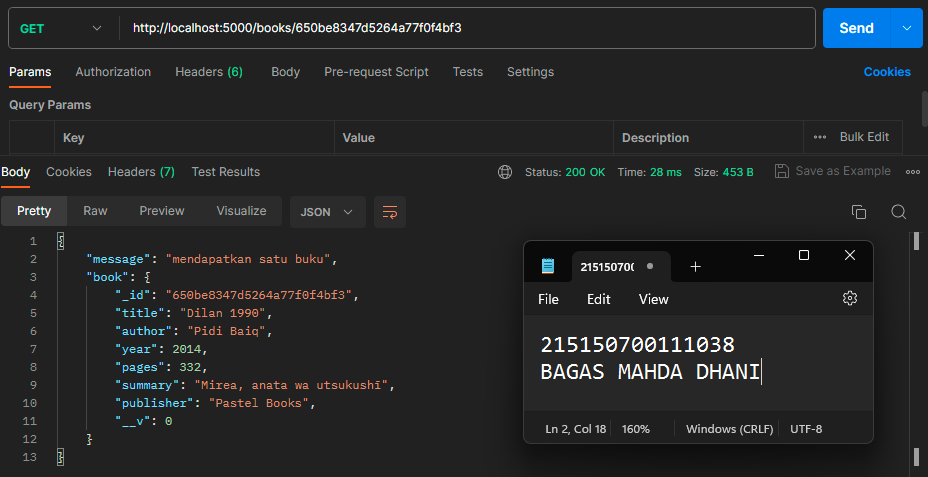 GET http://localhost:5000/books/650be8347d5264a77f0f4bf3 Send
Params Authorization Headers (6) Body Pre-request Script Tests Settings Cookies
Query Params
Key Value Description ••• Bulk Edit
Body Cookies Headers (7) Test Results Status: 200 OK Time: 28 ms Size: 453 B Save as Example •••
Pretty Raw Preview Visualize JSON
1 {
2 "message": "mendapatkan satu buku",
3 "book": {
4 "_id": "650be8347d5264a77f0f4bf3",
5 "title": "Dilan 1990",
6 "author": "Pidi Baiq",
7 "year": 2014,
8 "pages": 332,
9 "summary": "Mirea, anata wa utsukushi",
10 "publisher": "Pastel Books",
11 "__v": 0
12 }
13 }
21515070(
File Edit View
215150700111038
BAGAS MAHDA DHANI
Ln 2, Col 18 160% Windows (CRLF) UTF-8